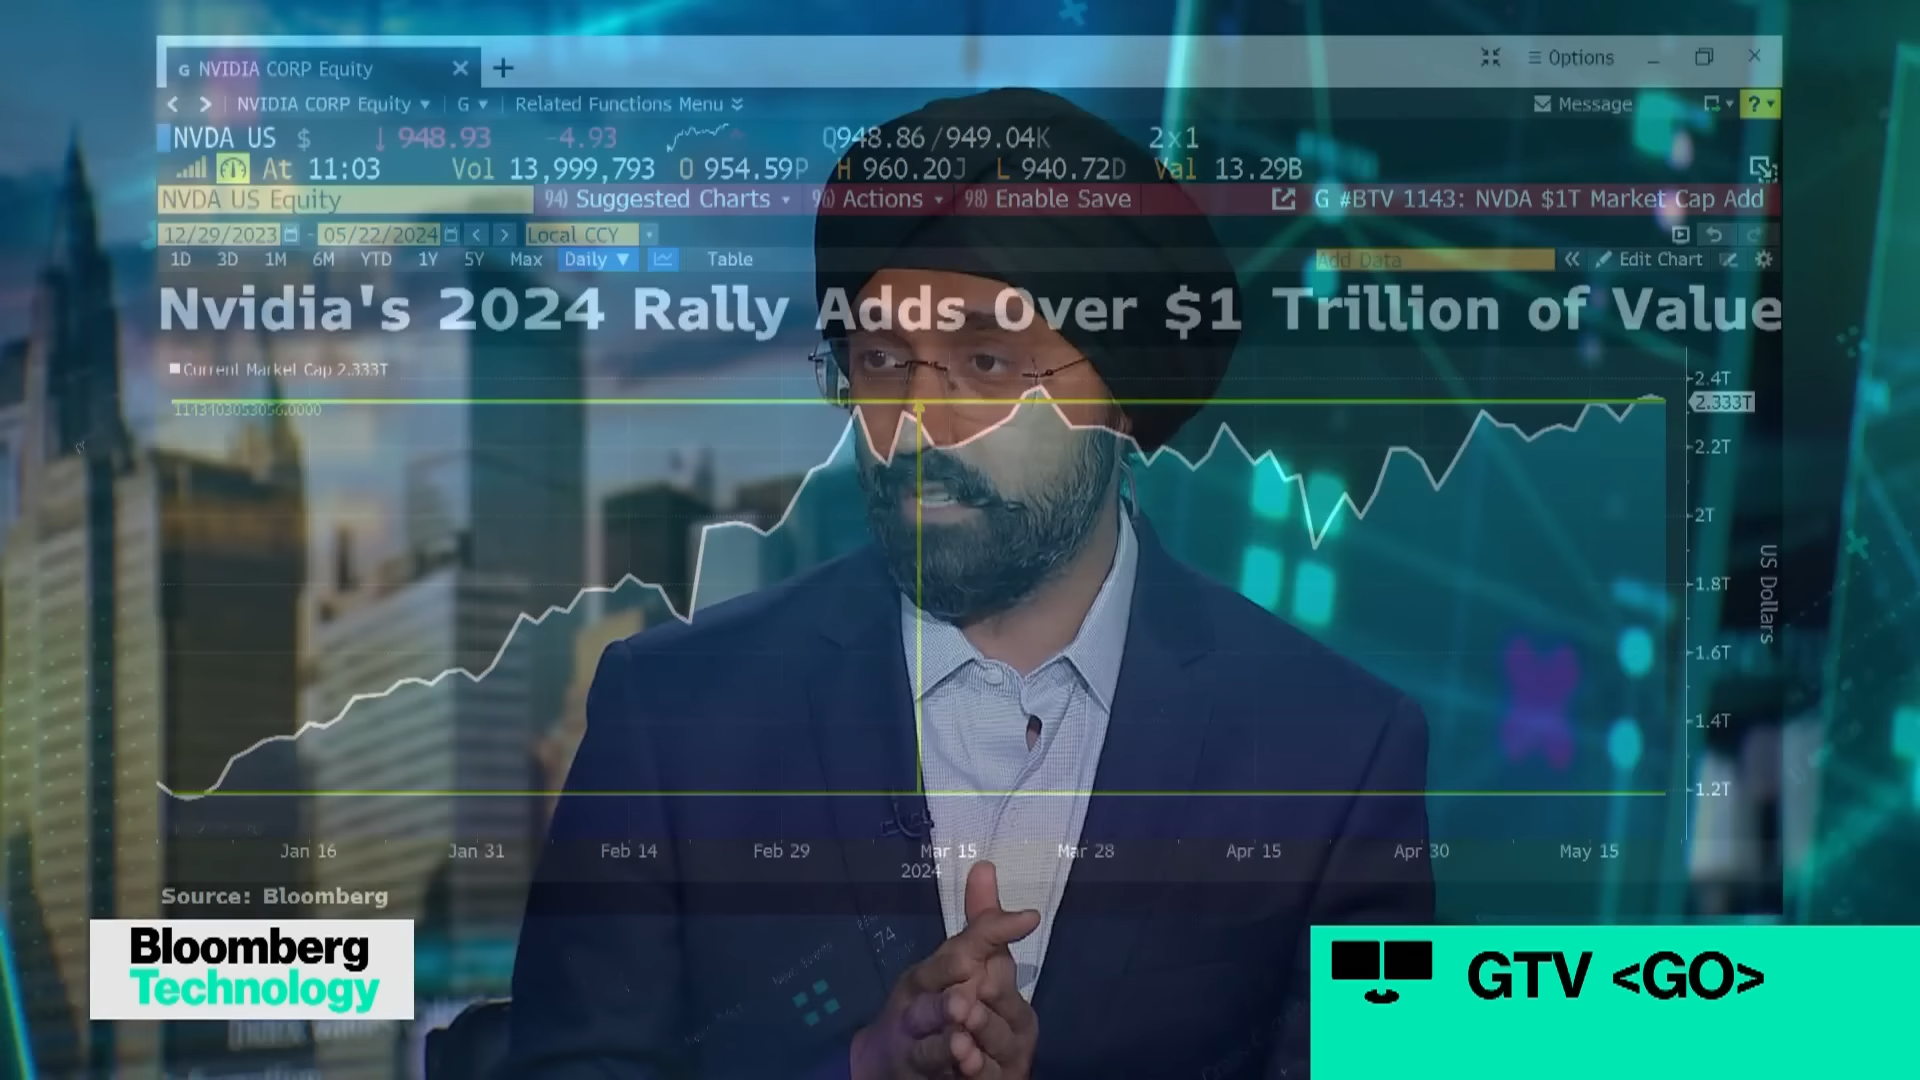 G NVIDIA CORP Equity
Options
NVIDIA CORP Equity G Related Functions Menu
Message
?
NVDA US $ ↓ 948.93 -4.93 Q948.86/949.04K 2x1
At 11:03 Vol 13,999,793 O 954.59P H 960.20J L 940.72D Val 13.29B
NVDA US Equity 94) Suggested Charts 96) Actions 98) Enable Save G #BTV 1143: NVDA $1T Market Cap Add
12/29/2023 - 05/22/2024 Local CCY
1D 3D 1M 6M YTD 1Y 5Y Max Daily ▼ Table Add Data « Edit Chart
Nvidia's 2024 Rally Adds Over $1 Trillion of Value
Current Market Cap 2.333T
1143103053056.0000
2.4T
2.333T
2.2T
2T
1.8T
1.6T
1.4T
1.2T
US Dollars
Jan 16 Jan 31 Feb 14 Feb 29 Mar 15 Mar 28 Apr 15 Apr 30 May 15
2024
Source: Bloomberg
74
Bloomberg
Technology
GTV <GO>